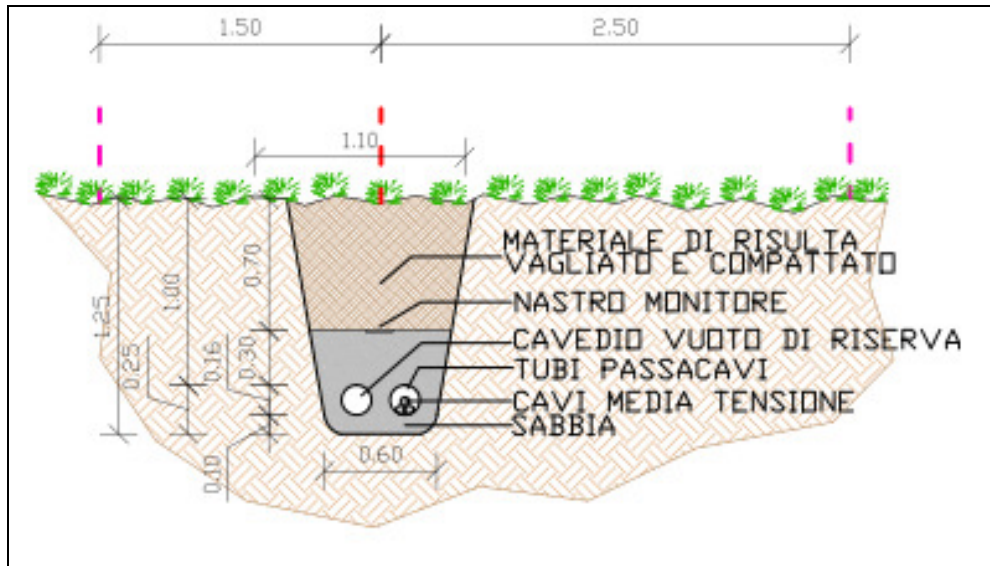 1.50
2.50
1.10
0.70
1.00
1.25
0.25
0.16
0.30
0.10
0.60
MATERIALE DI RISULTA
VAGLIATO E COMPATTATO
NASTRO MONITORE
CAVEDIO VUOTO DI RISERVA
TUBI PASSACAVI
CAVI MEDIA TENSIONE
SABBIA